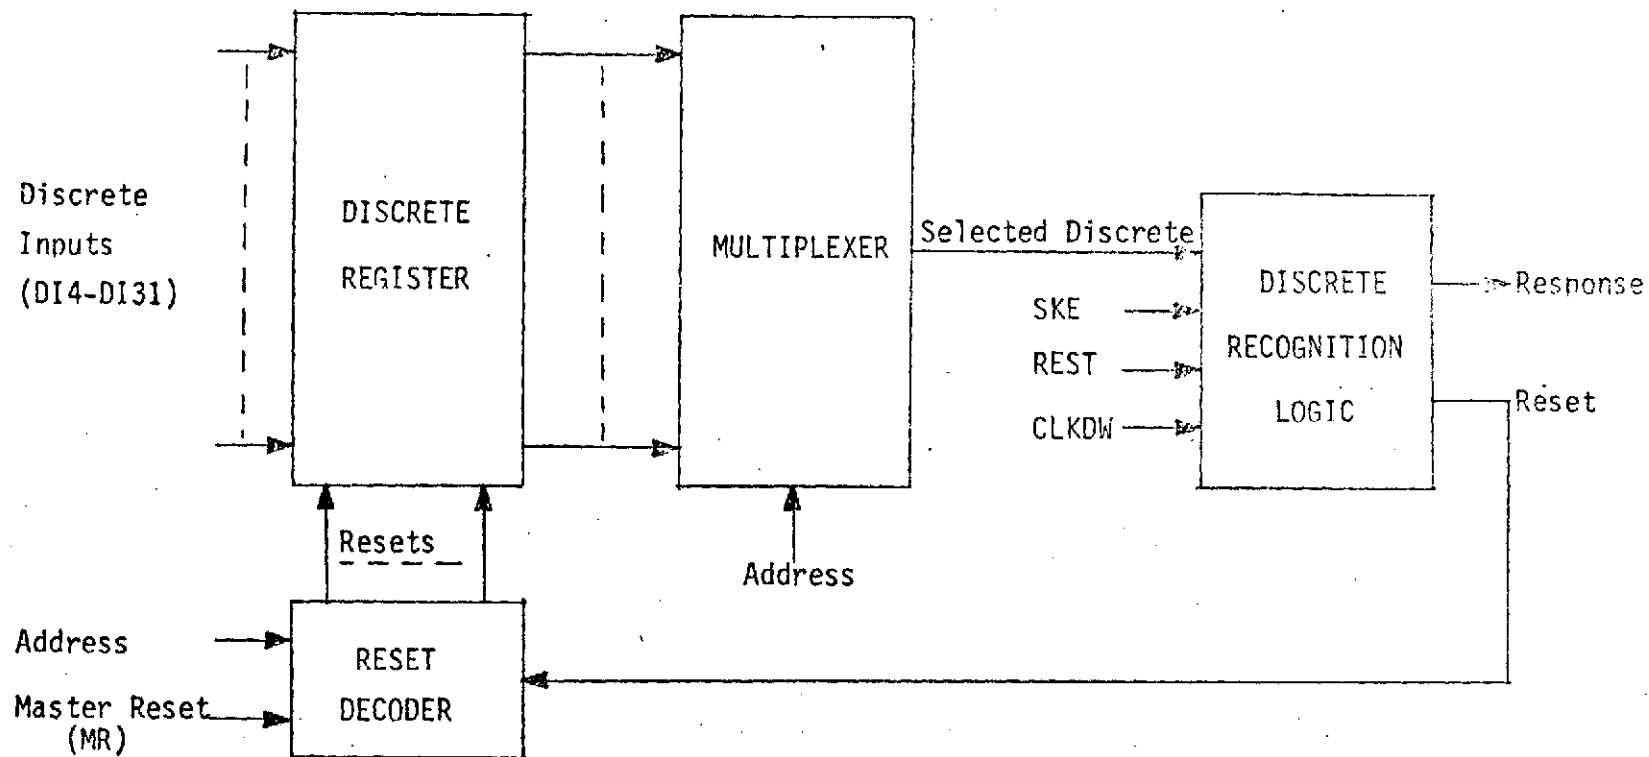 Discrete
Inputs
(DI4-DI31)
DISCRETE
REGISTER
MULTIPLEXER
Selected Discrete
SKE
REST
CLKDW
DISCRETE
RECOGNITION
LOGIC
Response
Reset
Resets
Address
Address
Master Reset
(MR)
RESET
DECODER